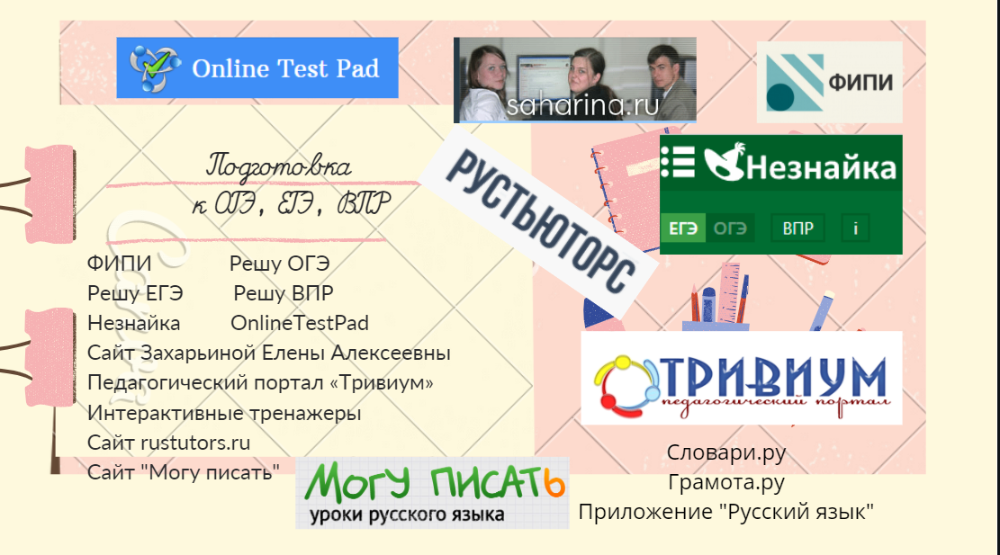 Online Test Pad
saharina.ru
ФИПИ
Незнайка
ЕГЭ ОГЭ ВПР i
Подготовка
к ОГЭ, ЕГЭ, ВПР
РУСТЬЮТОРС
ФИПИ Решу ОГЭ
Решу ЕГЭ Решу ВПР
Незнайка OnlineTestPad
Сайт Захарьиной Елены Алексеевны
Педагогический портал «Тривиум»
Интерактивные тренажеры
Сайт rustutors.ru
Сайт "Могу писать"
ТРИВИУМ
педагогический портал
Могу писать
уроки русского языка
Словари.ру
Грамота.ру
Приложение "Русский язык"